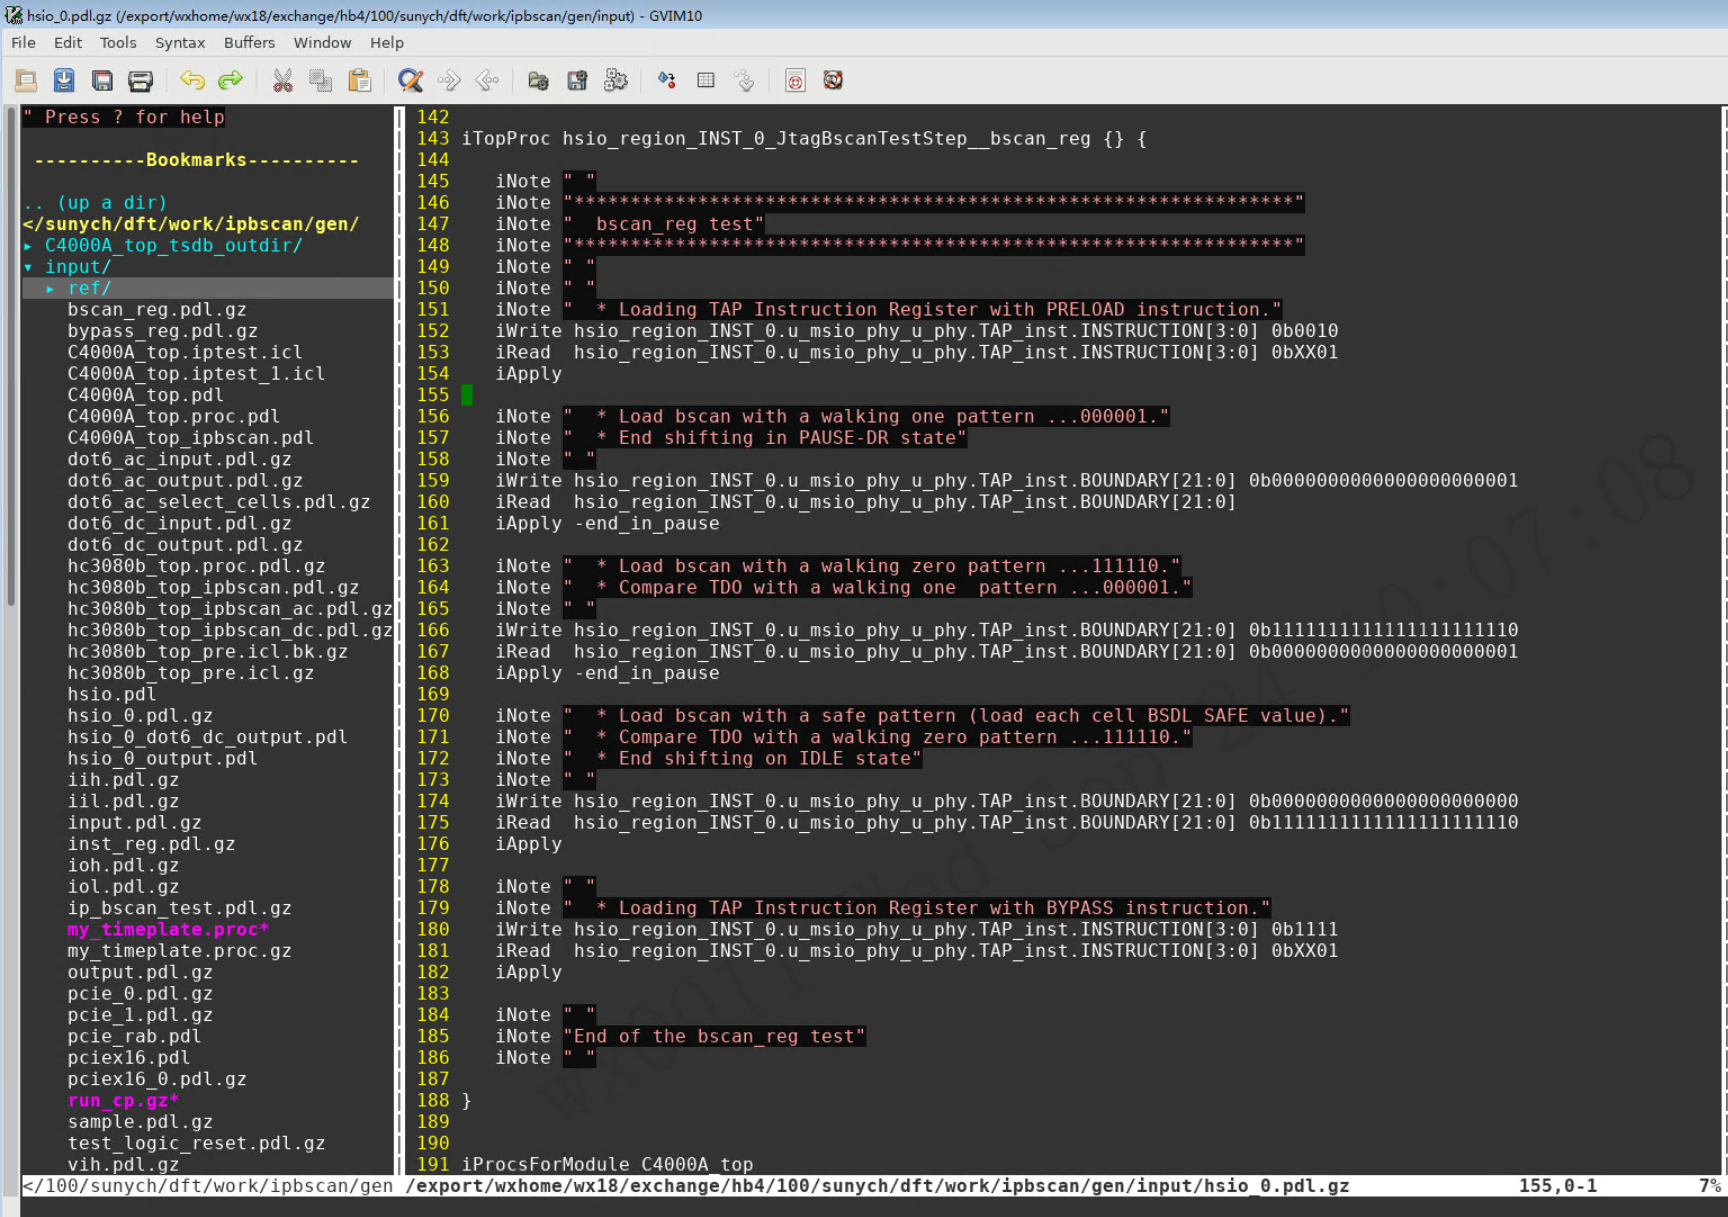 hsio_0.pdl.gz (/export/wxhome/wx18/exchange/hb4/100/sunych/dft/work/ipbscan/gen/input) - GVIM10
File Edit Tools Syntax Buffers Window Help
" Press ? for help
----------Bookmarks----------
.. (up a dir)
</sunych/dft/work/ipbscan/gen/
▸ C4000A_top_tsdb_outdir/
▾ input/
▸ ref/
bscan_reg.pdl.gz
bypass_reg.pdl.gz
C4000A_top.iptest.icl
C4000A_top.iptest_1.icl
C4000A_top.pdl
C4000A_top.proc.pdl
C4000A_top_ipbscan.pdl
dot6_ac_input.pdl.gz
dot6_ac_output.pdl.gz
dot6_ac_select_cells.pdl.gz
dot6_dc_input.pdl.gz
dot6_dc_output.pdl.gz
hc3080b_top.proc.pdl.gz
hc3080b_top_ipbscan.pdl.gz
hc3080b_top_ipbscan_ac.pdl.gz
hc3080b_top_ipbscan_dc.pdl.gz
hc3080b_top_pre.icl.bk.gz
hc3080b_top_pre.icl.gz
hsio.pdl
hsio_0.pdl.gz
hsio_0_dot6_dc_output.pdl
hsio_0_output.pdl
iih.pdl.gz
iil.pdl.gz
input.pdl.gz
inst_reg.pdl.gz
ioh.pdl.gz
iol.pdl.gz
ip_bscan_test.pdl.gz
my_timeplate.proc*
my_timeplate.proc.gz
output.pdl.gz
pcie_0.pdl.gz
pcie_1.pdl.gz
pcie_rab.pdl
pciex16.pdl
pciex16_0.pdl.gz
run_cp.gz*
sample.pdl.gz
test_logic_reset.pdl.gz
vih.pdl.gz
</100/sunych/dft/work/ipbscan/gen
142
143 iTopProc hsio_region_INST_0_JtagBscanTestStep__bscan_reg {} {
144
145 iNote " "
146 iNote "****************************************************************"
147 iNote "  bscan_reg test"
148 iNote "****************************************************************"
149 iNote " "
150 iNote " "
151 iNote "  * Loading TAP Instruction Register with PRELOAD instruction."
152 iWrite hsio_region_INST_0.u_msio_phy_u_phy.TAP_inst.INSTRUCTION[3:0] 0b0010
153 iRead  hsio_region_INST_0.u_msio_phy_u_phy.TAP_inst.INSTRUCTION[3:0] 0bXX01
154 iApply
155
156 iNote "  * Load bscan with a walking one pattern ...000001."
157 iNote "  * End shifting in PAUSE-DR state"
158 iNote " "
159 iWrite hsio_region_INST_0.u_msio_phy_u_phy.TAP_inst.BOUNDARY[21:0] 0b0000000000000000000001
160 iRead  hsio_region_INST_0.u_msio_phy_u_phy.TAP_inst.BOUNDARY[21:0]
161 iApply -end_in_pause
162
163 iNote "  * Load bscan with a walking zero pattern ...111110."
164 iNote "  * Compare TDO with a walking one  pattern ...000001."
165 iNote " "
166 iWrite hsio_region_INST_0.u_msio_phy_u_phy.TAP_inst.BOUNDARY[21:0] 0b1111111111111111111110
167 iRead  hsio_region_INST_0.u_msio_phy_u_phy.TAP_inst.BOUNDARY[21:0] 0b0000000000000000000001
168 iApply -end_in_pause
169
170 iNote "  * Load bscan with a safe pattern (load each cell BSDL SAFE value)."
171 iNote "  * Compare TDO with a walking zero pattern ...111110."
172 iNote "  * End shifting on IDLE state"
173 iNote " "
174 iWrite hsio_region_INST_0.u_msio_phy_u_phy.TAP_inst.BOUNDARY[21:0] 0b0000000000000000000000
175 iRead  hsio_region_INST_0.u_msio_phy_u_phy.TAP_inst.BOUNDARY[21:0] 0b1111111111111111111110
176 iApply
177
178 iNote " "
179 iNote "  * Loading TAP Instruction Register with BYPASS instruction."
180 iWrite hsio_region_INST_0.u_msio_phy_u_phy.TAP_inst.INSTRUCTION[3:0] 0b1111
181 iRead  hsio_region_INST_0.u_msio_phy_u_phy.TAP_inst.INSTRUCTION[3:0] 0bXX01
182 iApply
183
184 iNote " "
185 iNote "End of the bscan_reg test"
186 iNote " "
187
188 }
189
190
191 iProcsForModule C4000A_top
/export/wxhome/wx18/exchange/hb4/100/sunych/dft/work/ipbscan/gen/input/hsio_0.pdl.gz 155,0-1 7%